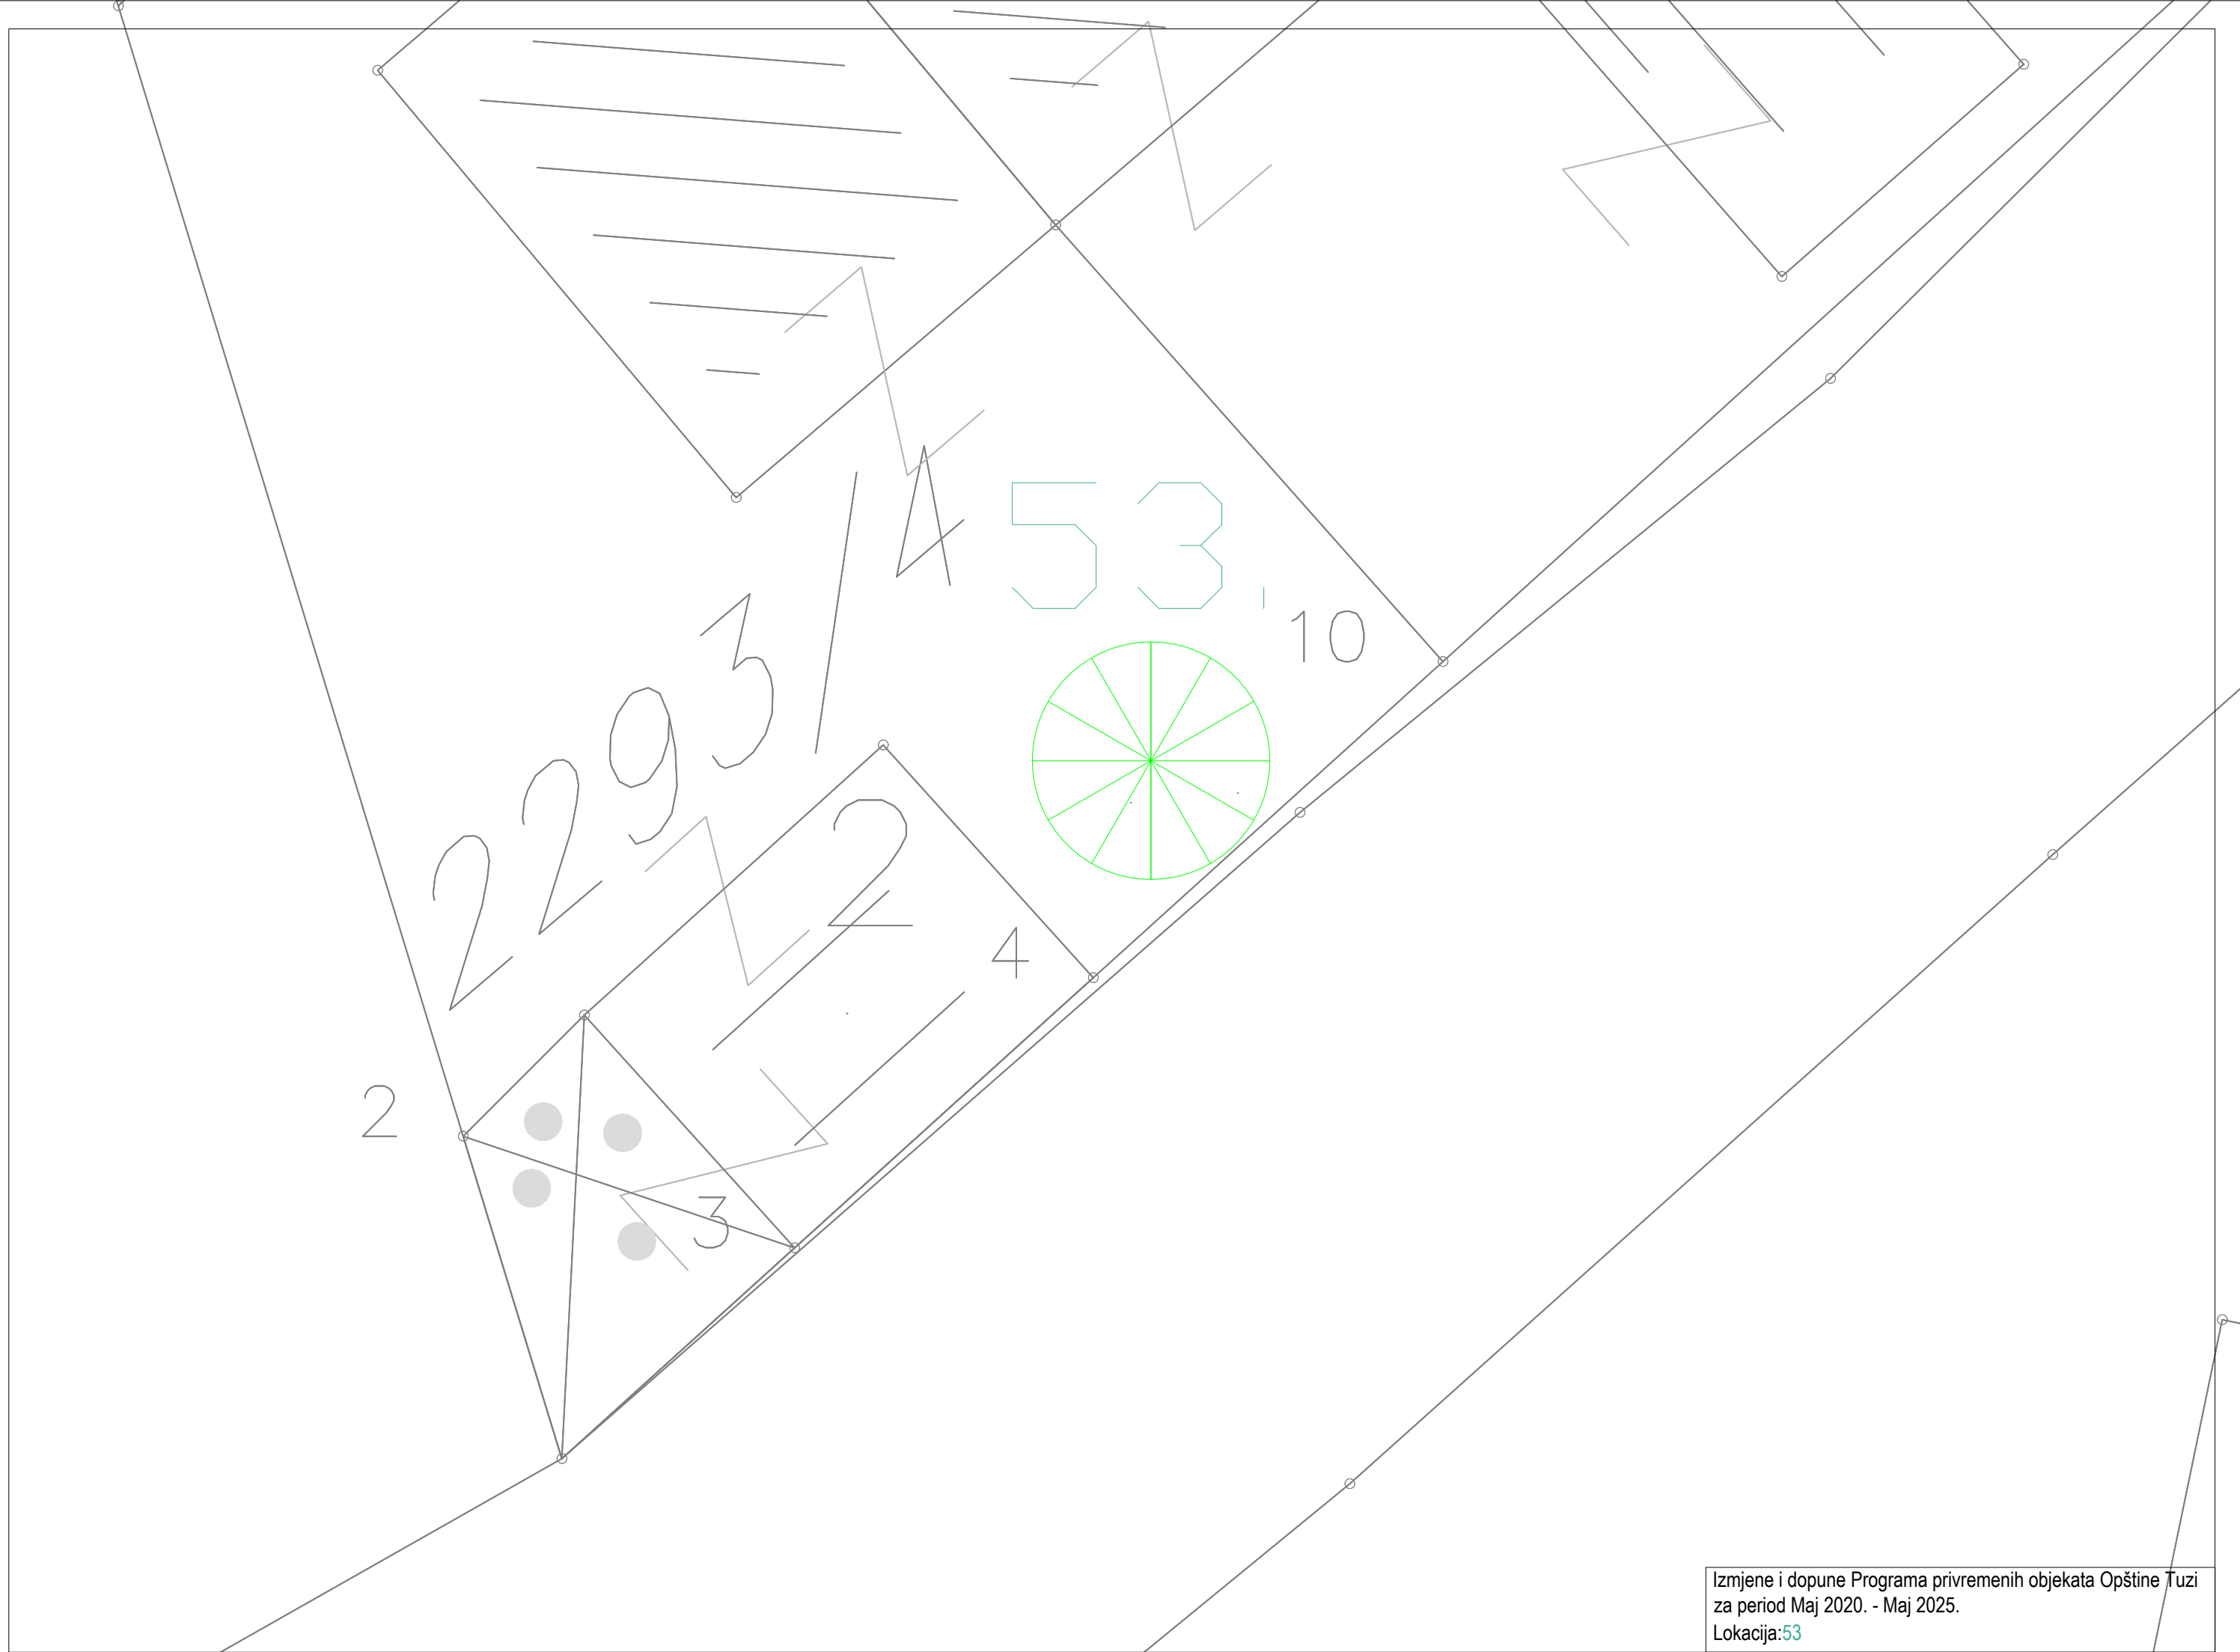 53.
10
2293/4
2
4
2
3
Izmjene i dopune Programa privremenih objekata Opštine Tuzi
za period Maj 2020. - Maj 2025.
Lokacija:53